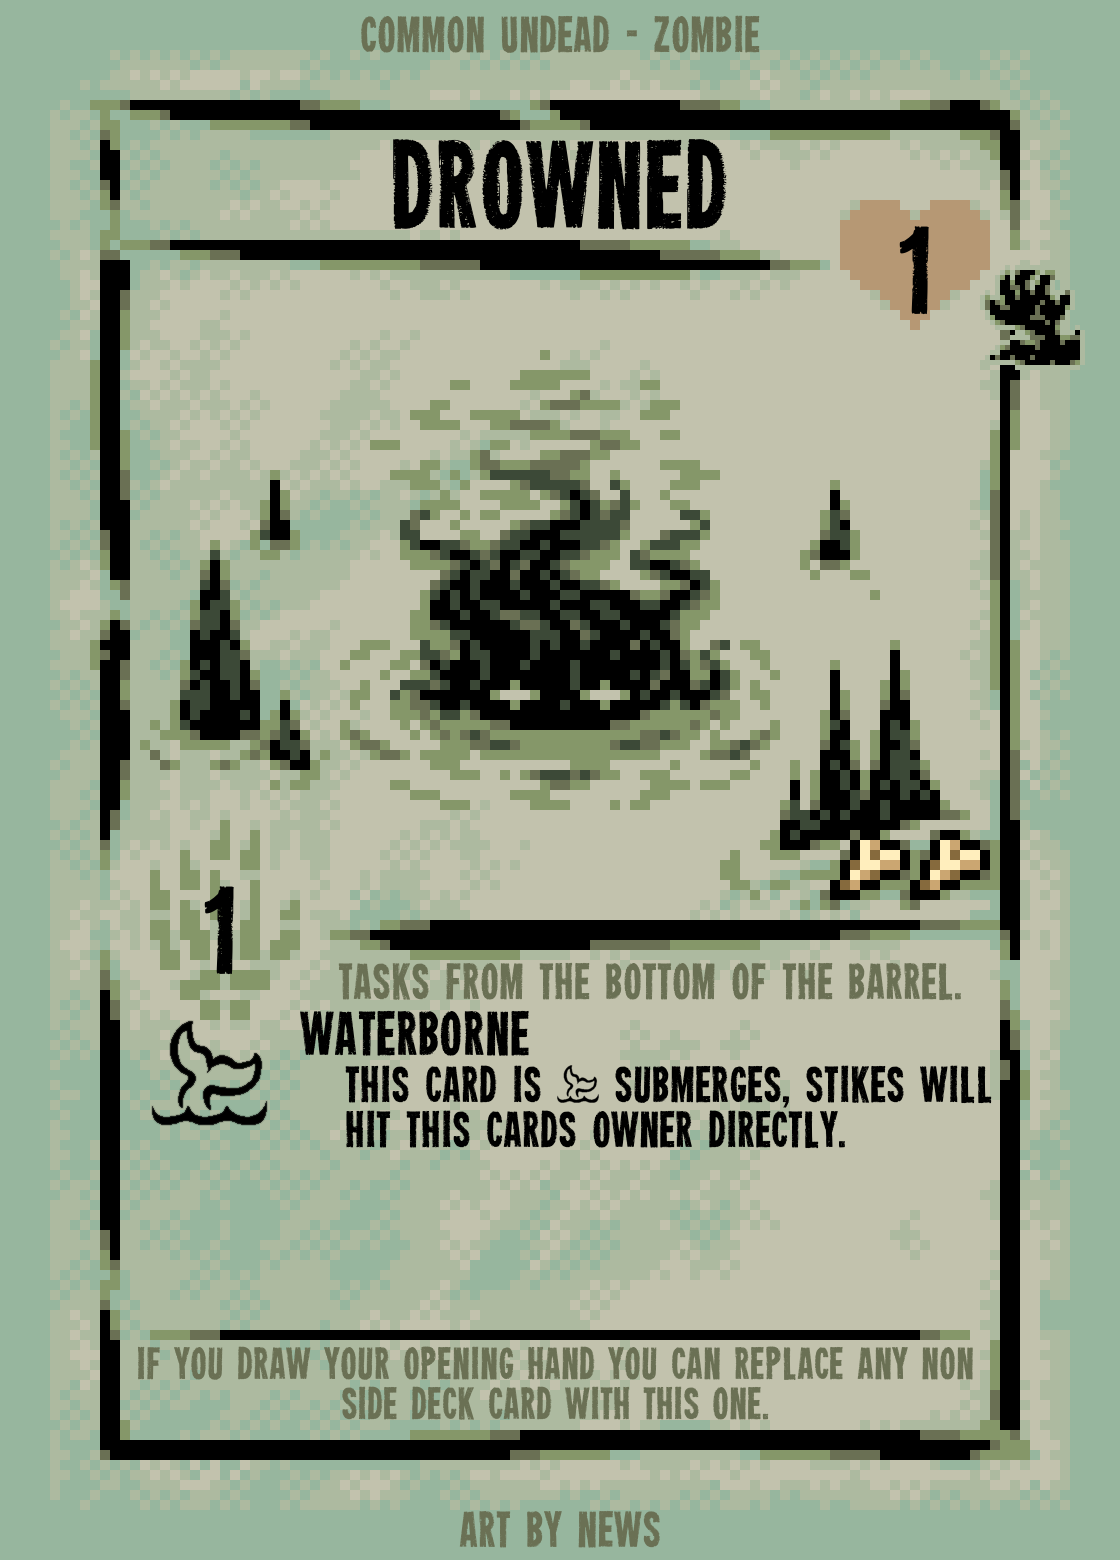 COMMON UNDEAD - ZOMBIE
DROWNED
1
1
TASKS FROM THE BOTTOM OF THE BARREL.
WATERBORNE
THIS CARD IS SUBMERGES, STIKES WILL
HIT THIS CARDS OWNER DIRECTLY.
IF YOU DRAW YOUR OPENING HAND YOU CAN REPLACE ANY NON
SIDE DECK CARD WITH THIS ONE.
ART BY NEWS